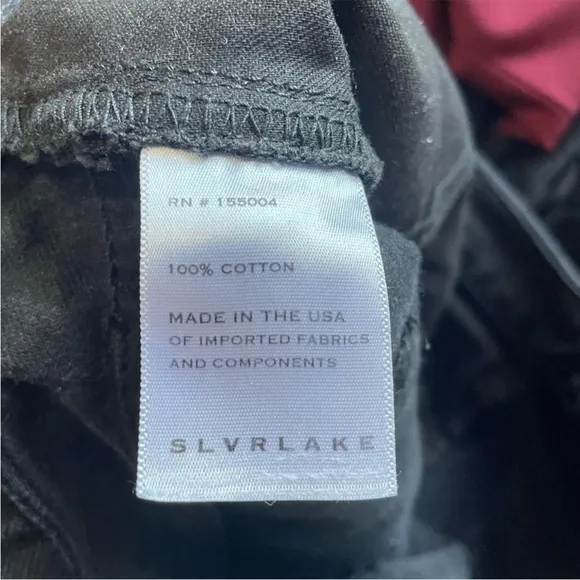 RN # 155004
100% COTTON
MADE IN THE USA
OF IMPORTED FABRICS
AND COMPONENTS
SLVRLAKE